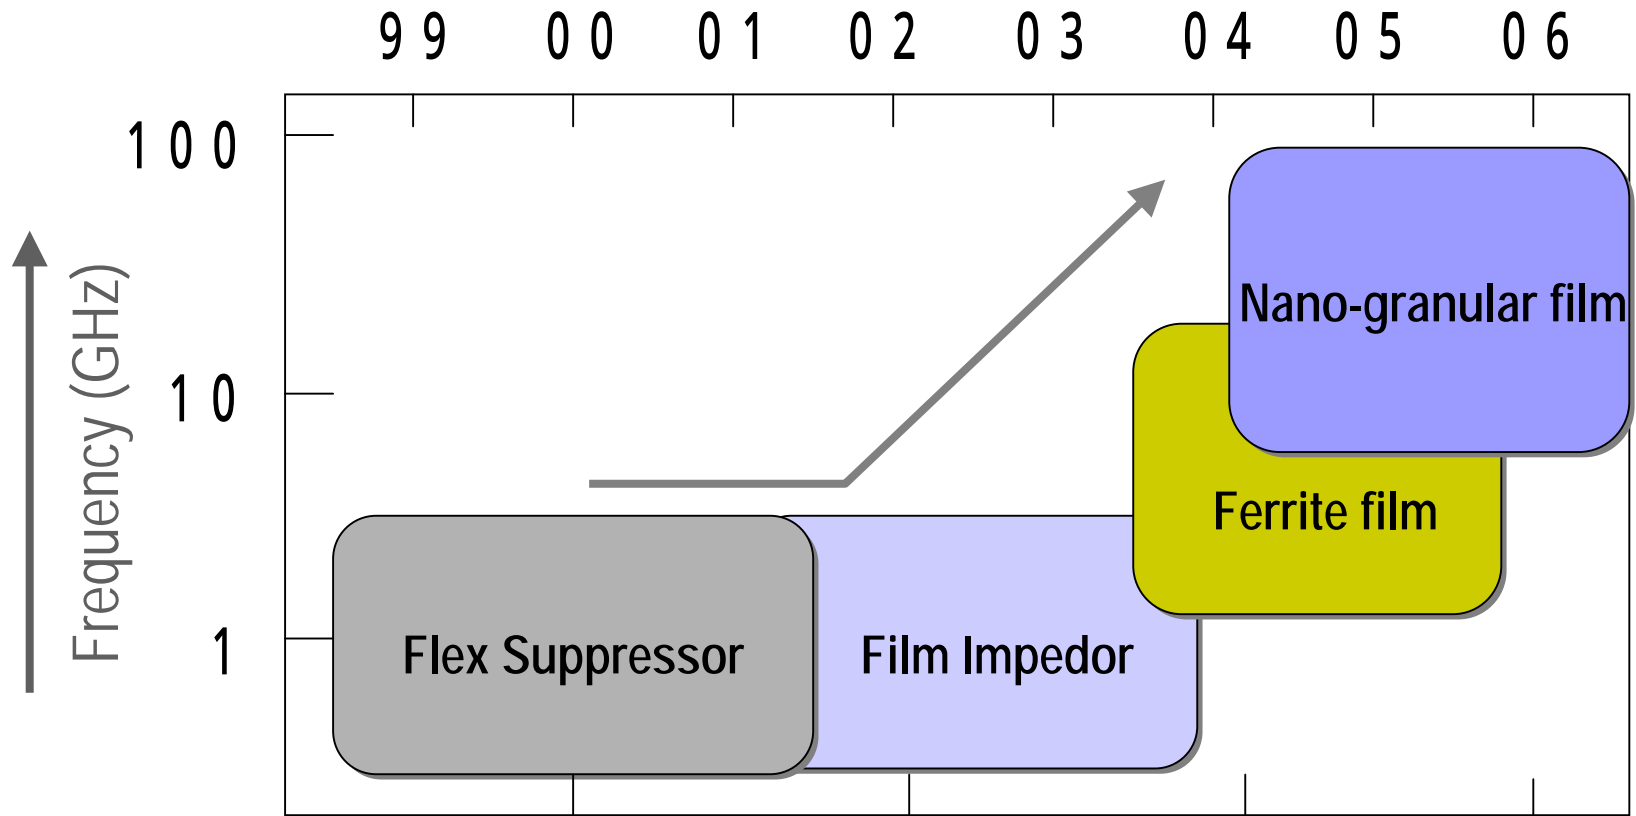 99 00 01 02 03 04 05 06
100
10
1
Frequency (GHz)
Nano-granular film
Ferrite film
Flex Suppressor
Film Impedor